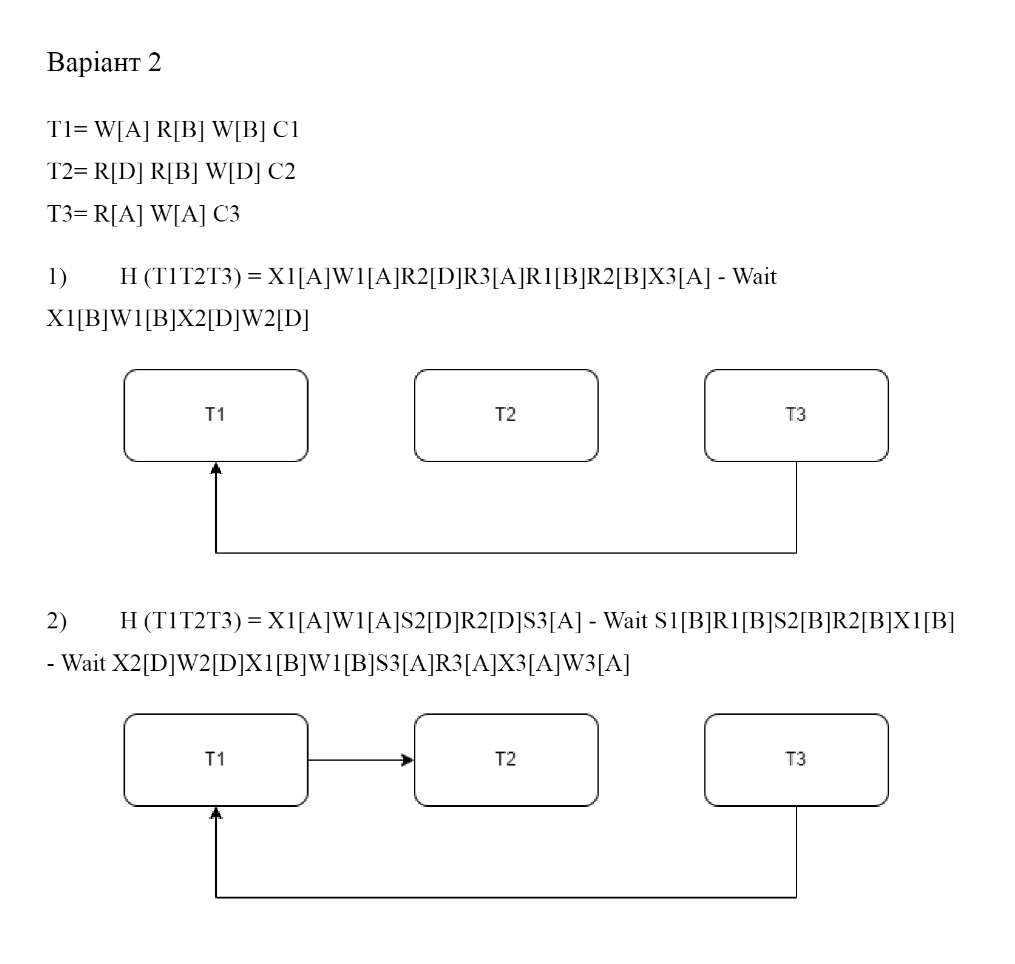 Варіант 2
T1= W[A] R[B] W[B] C1
T2= R[D] R[B] W[D] C2
T3= R[A] W[A] C3
1) H (T1T2T3) = X1[A]W1[A]R2[D]R3[A]R1[B]R2[B]X3[A] - Wait
X1[B]W1[B]X2[D]W2[D]
T1 T2 T3
2) H (T1T2T3) = X1[A]W1[A]S2[D]R2[D]S3[A] - Wait S1[B]R1[B]S2[B]R2[B]X1[B]
- Wait X2[D]W2[D]X1[B]W1[B]S3[A]R3[A]X3[A]W3[A]
T1 T2 T3